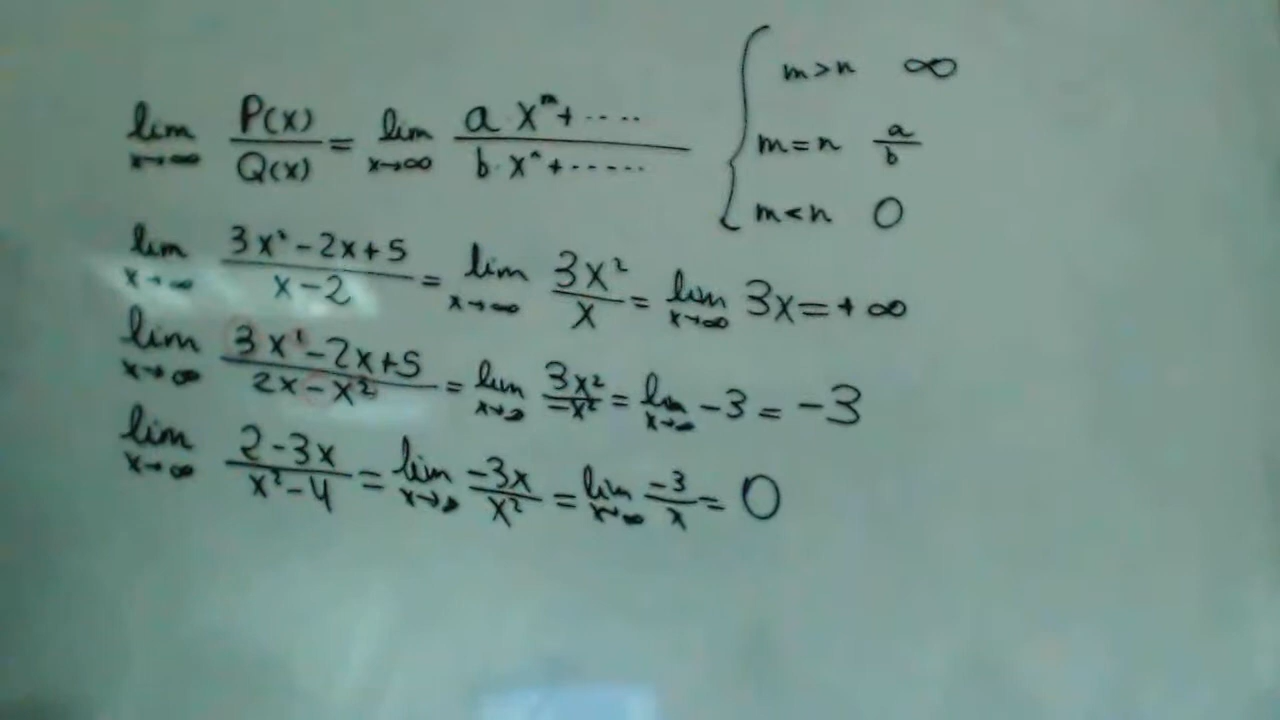 lim x→∞ P(x)/Q(x) = lim x→∞ a·x^m+····/b·x^n+······ { m>n ∞
m=n a/b
m<n 0
lim x→∞ 3x²-2x+5/x-2 = lim x→∞ 3x²/x = lim x→∞ 3x=+∞
lim x→∞ 3x²-2x+5/2x-x² = lim x→∞ 3x²/-x² = lim x→∞ -3 = -3
lim x→∞ 2-3x/x²-4 = lim x→∞ -3x/x² = lim x→∞ -3/x = 0